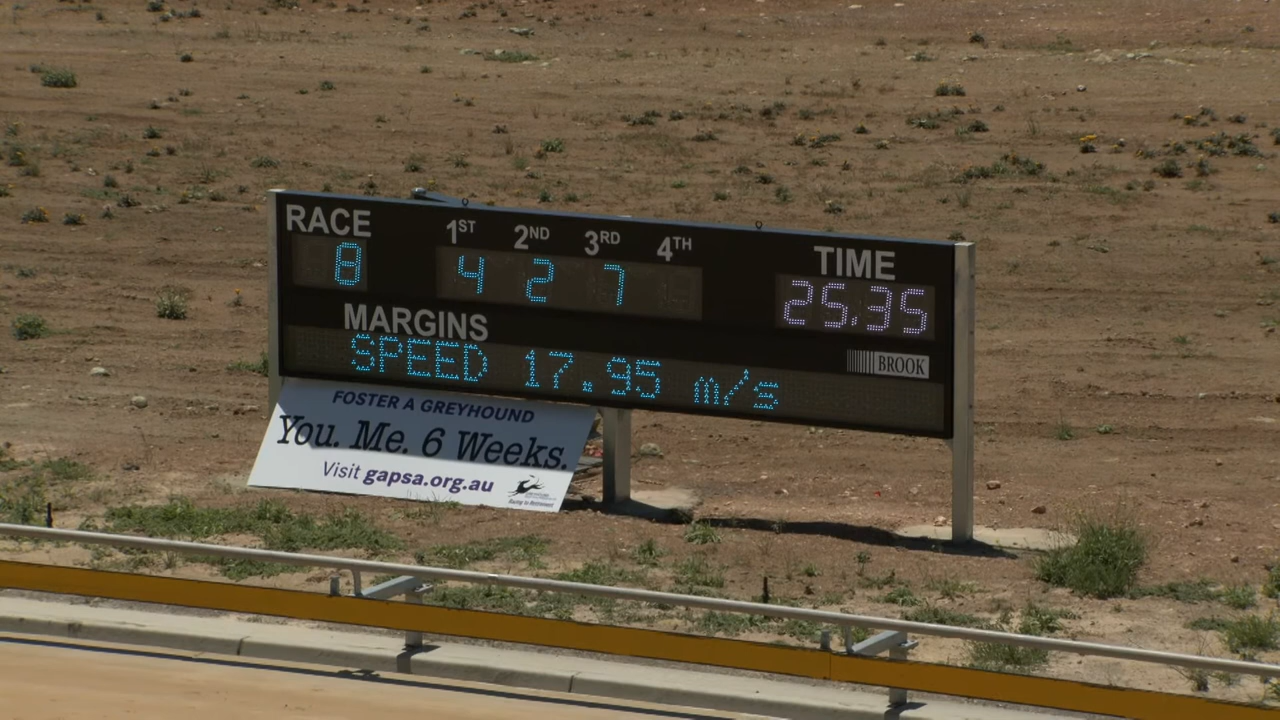 RACE 1ST 2ND 3RD 4TH TIME
8 4 2 7 25.35
MARGINS
BROOK
SPEED 17.95 m/s
FOSTER A GREYHOUND
You. Me. 6 Weeks.
Visit gapsa.org.au